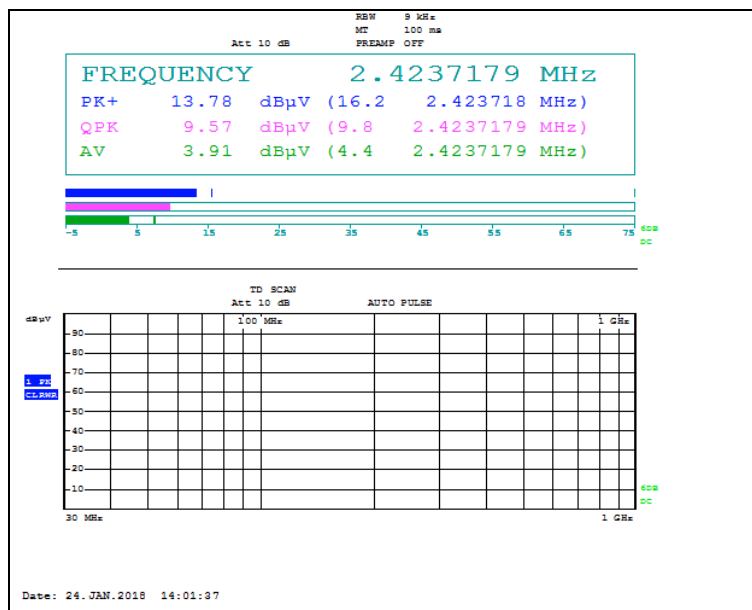 RBW 9 kHz
MT 100 ms
Att 10 dB PREAMP OFF
FREQUENCY 2.4237179 MHz
PK+ 13.78 dBµV (16.2 2.423718 MHz)
QPK 9.57 dBµV (9.8 2.4237179 MHz)
AV 3.91 dBµV (4.4 2.4237179 MHz)
-5 5 15 25 35 45 55 65 75
6DB
DC
TD SCAN
Att 10 dB AUTO PULSE
dBµV 100 MHz 1 GHz
90
80
70
1 PK
60
CLRWR
50
40
30
20
10
6DB
DC
30 MHz 1 GHz
Date: 24.JAN.2018 14:01:37